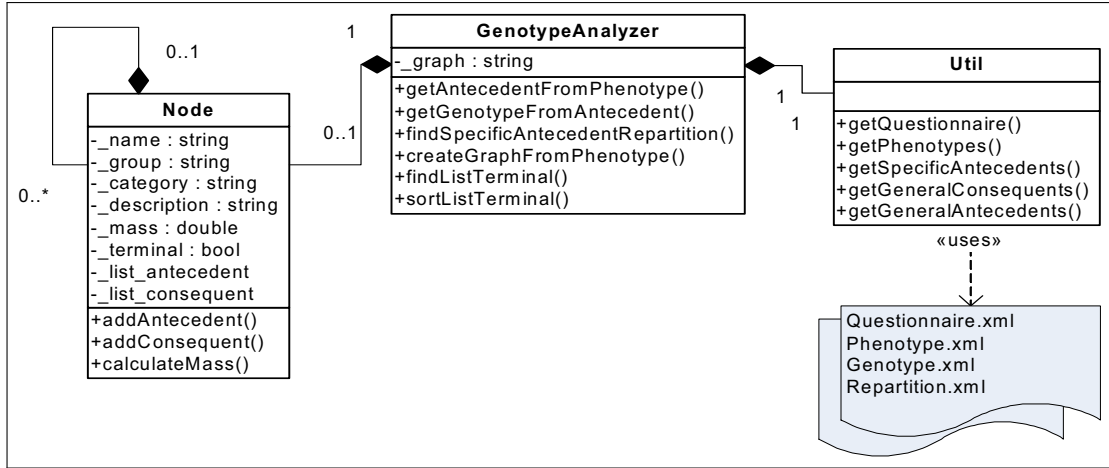 0..1
0..*
Node
-_name : string
-_group : string
-_category : string
-_description : string
-_mass : double
-_terminal : bool
-_list_antecedent
-_list_consequent
+addAntecedent()
+addConsequent()
+calculateMass()
1
0..1
GenotypeAnalyzer
-_graph : string
+getAntecedentFromPhenotype()
+getGenotypeFromAntecedent()
+findSpecificAntecedentRepartition()
+createGraphFromPhenotype()
+findListTerminal()
+sortListTerminal()
1
1
Util
+getQuestionnaire()
+getPhenotypes()
+getSpecificAntecedents()
+getGeneralConsequents()
+getGeneralAntecedents()
«uses»
Questionnaire.xml
Phenotype.xml
Genotype.xml
Repartition.xml